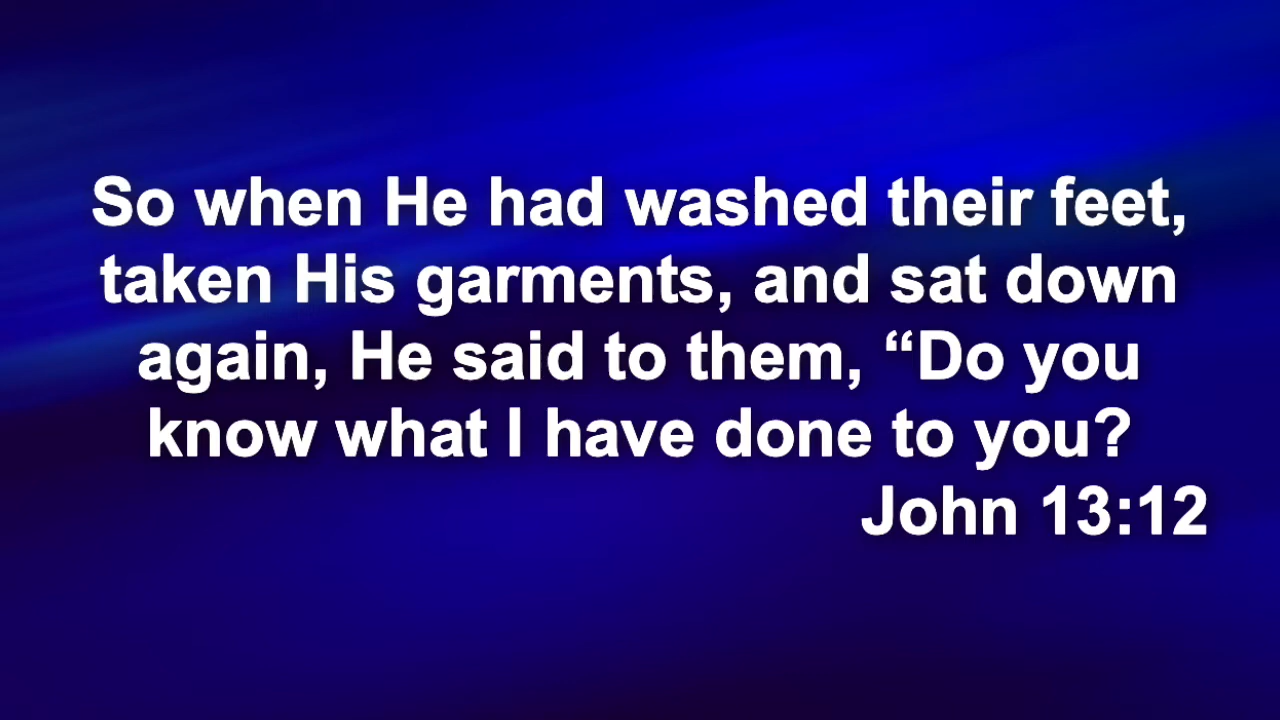 So when He had washed their feet,
taken His garments, and sat down
again, He said to them, “Do you
know what I have done to you?
John 13:12